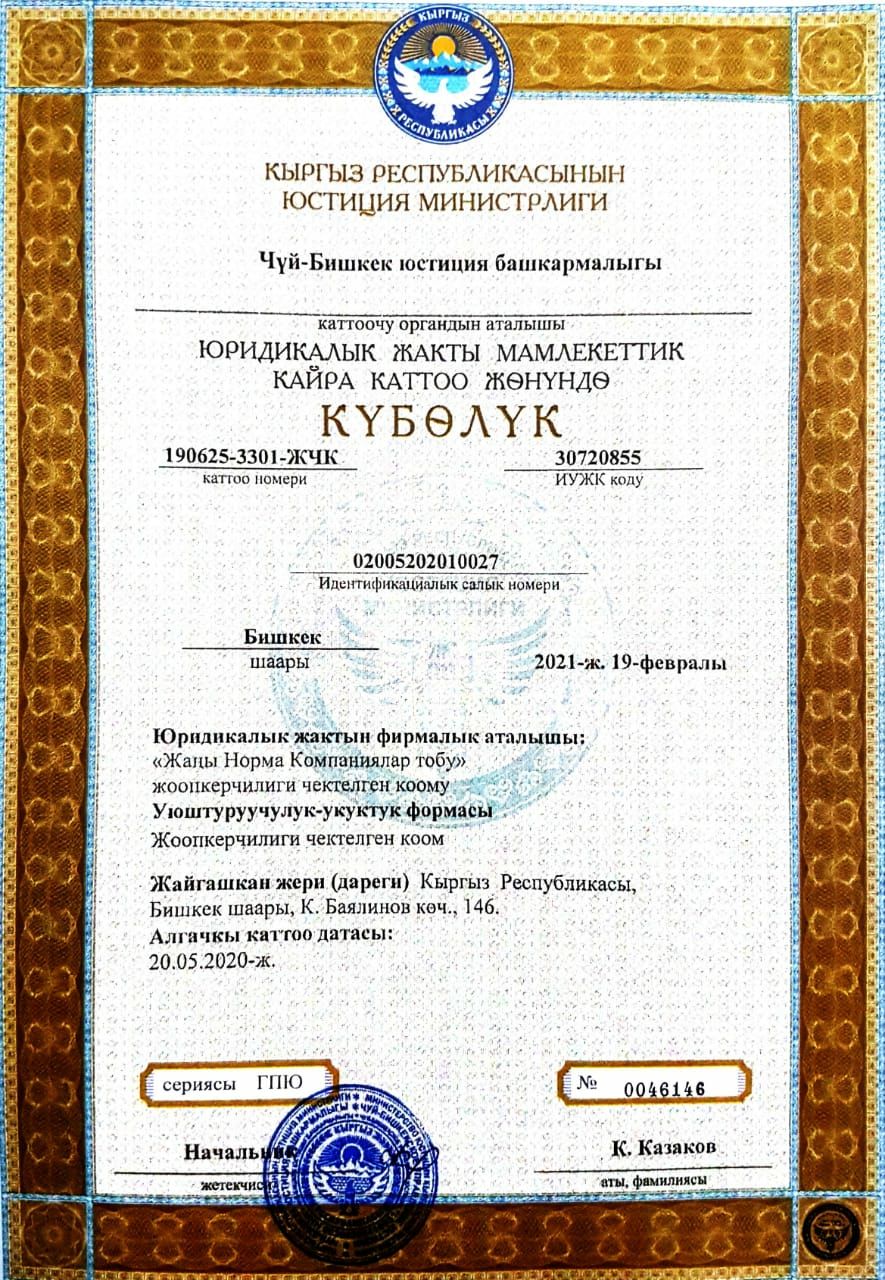 КЫРГЫЗ
РЕСПУБЛИКАСЫ
КЫРГЫЗ РЕСПУБЛИКАСЫНЫН
ЮСТИЦИЯ МИНИСТРЛИГИ
Чүй-Бишкек юстиция башкармалыгы
каттоочу органдын аталышы
ЮРИДИКАЛЫК ЖАКТЫ МАМЛЕКЕТТИК
КАЙРА КАТТОО ЖӨНҮНДӨ
КҮБӨЛҮК
190625-3301-ЖЧК 30720855
каттоо номери ИУЖК коду
02005202010027
Идентификациалык салык номери
Бишкек
шаары 2021-ж. 19-февралы
Юридикалык жактын фирмалык аталышы:
«Жаңы Норма Компаниялар тобу»
жоопкерчилиги чектелген коому
Уюштуруучулук-укуктук формасы
Жоопкерчилиги чектелген коом
Жайгашкан жери (дареги) Кыргыз Республикасы,
Бишкек шаары, К. Баялинов көч., 146.
Алгачкы каттоо датасы:
20.05.2020-ж.
сериясы ГПЮ № 0046146
Начальник К. Казаков
жетекчиси аты, фамилиясы